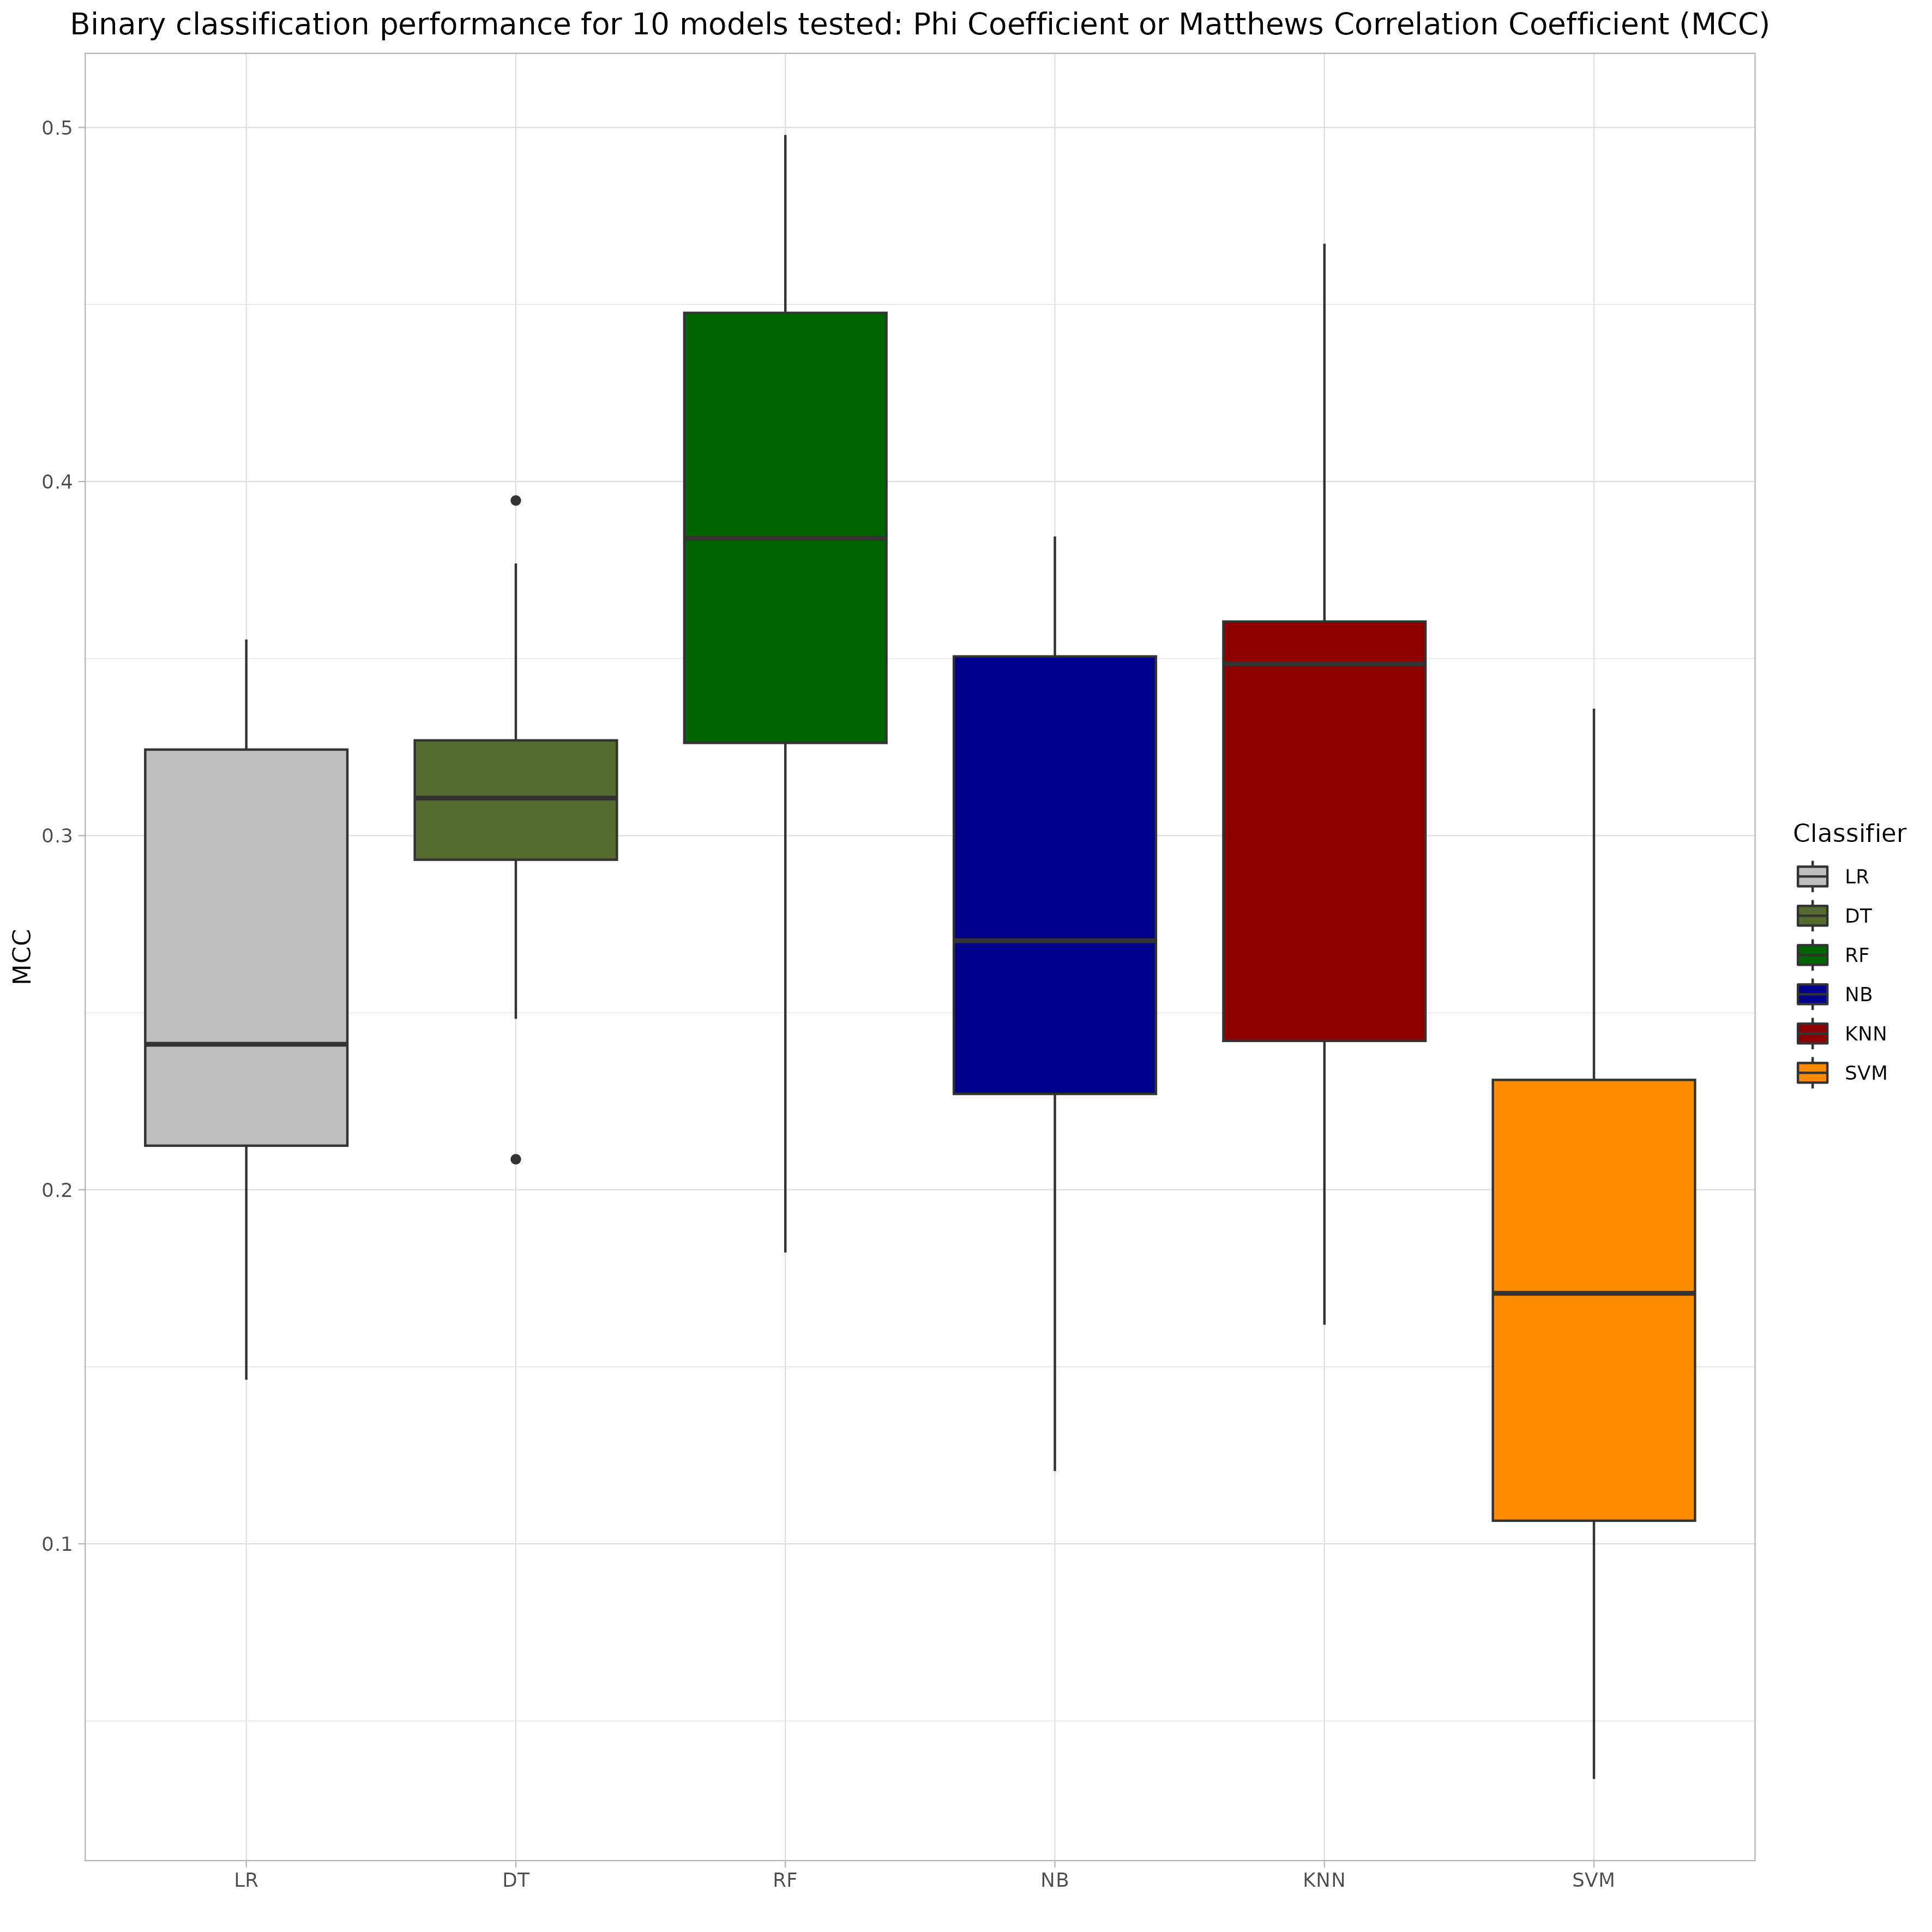 Binary classification performance for 10 models tested: Phi Coefficient or Matthews Correlation Coefficient (MCC)
MCC
0.5
0.4
0.3
0.2
0.1
LR DT RF NB KNN SVM
Classifier
LR
DT
RF
NB
KNN
SVM